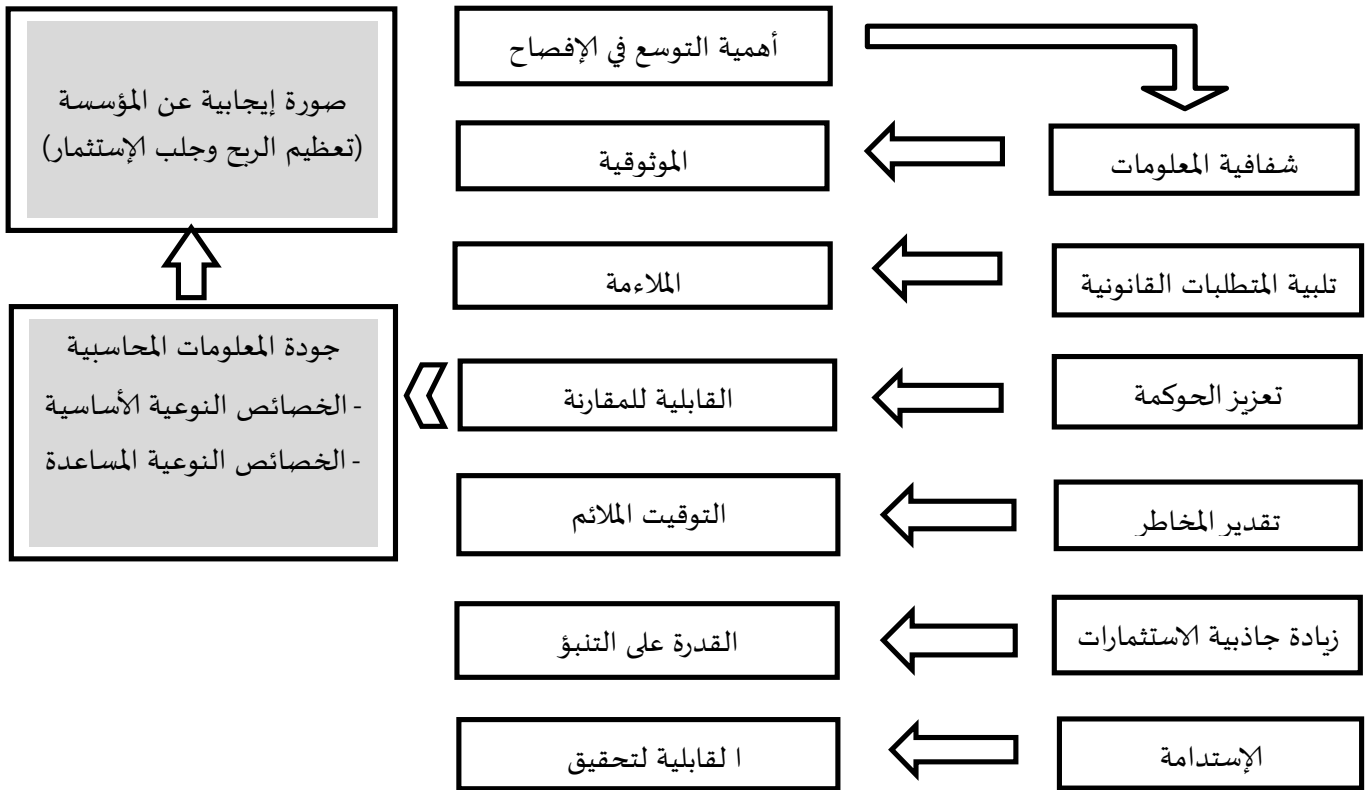 أهمية التوسع في الإفصاح
شفافية المعلومات
الموثوقية
تلبية المتطلبات القانونية
الملاءمة
تعزيز الحوكمة
القابلية للمقارنة
تقدير المخاطر
التوقيت الملائم
زيادة جاذبية الاستثمارات
القدرة على التنبؤ
الإستدامة
ا لقابلية لتحقيق
جودة المعلومات المحاسبية
- الخصائص النوعية الأساسية
- الخصائص النوعية المساعدة
صورة إيجابية عن المؤسسة
(تعظيم الربح وجلب الإستثمار)